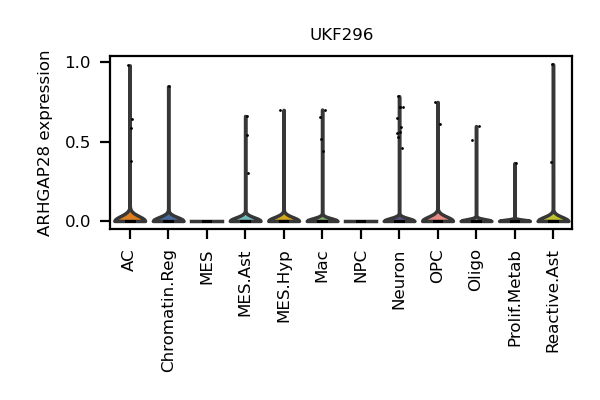 UKF296
ARHGAP28 expression
1.0
0.5
0.0
AC
Chromatin.Reg
MES
MES.Ast
MES.Hyp
Mac
NPC
Neuron
OPC
Oligo
Prolif.Metab
Reactive.Ast